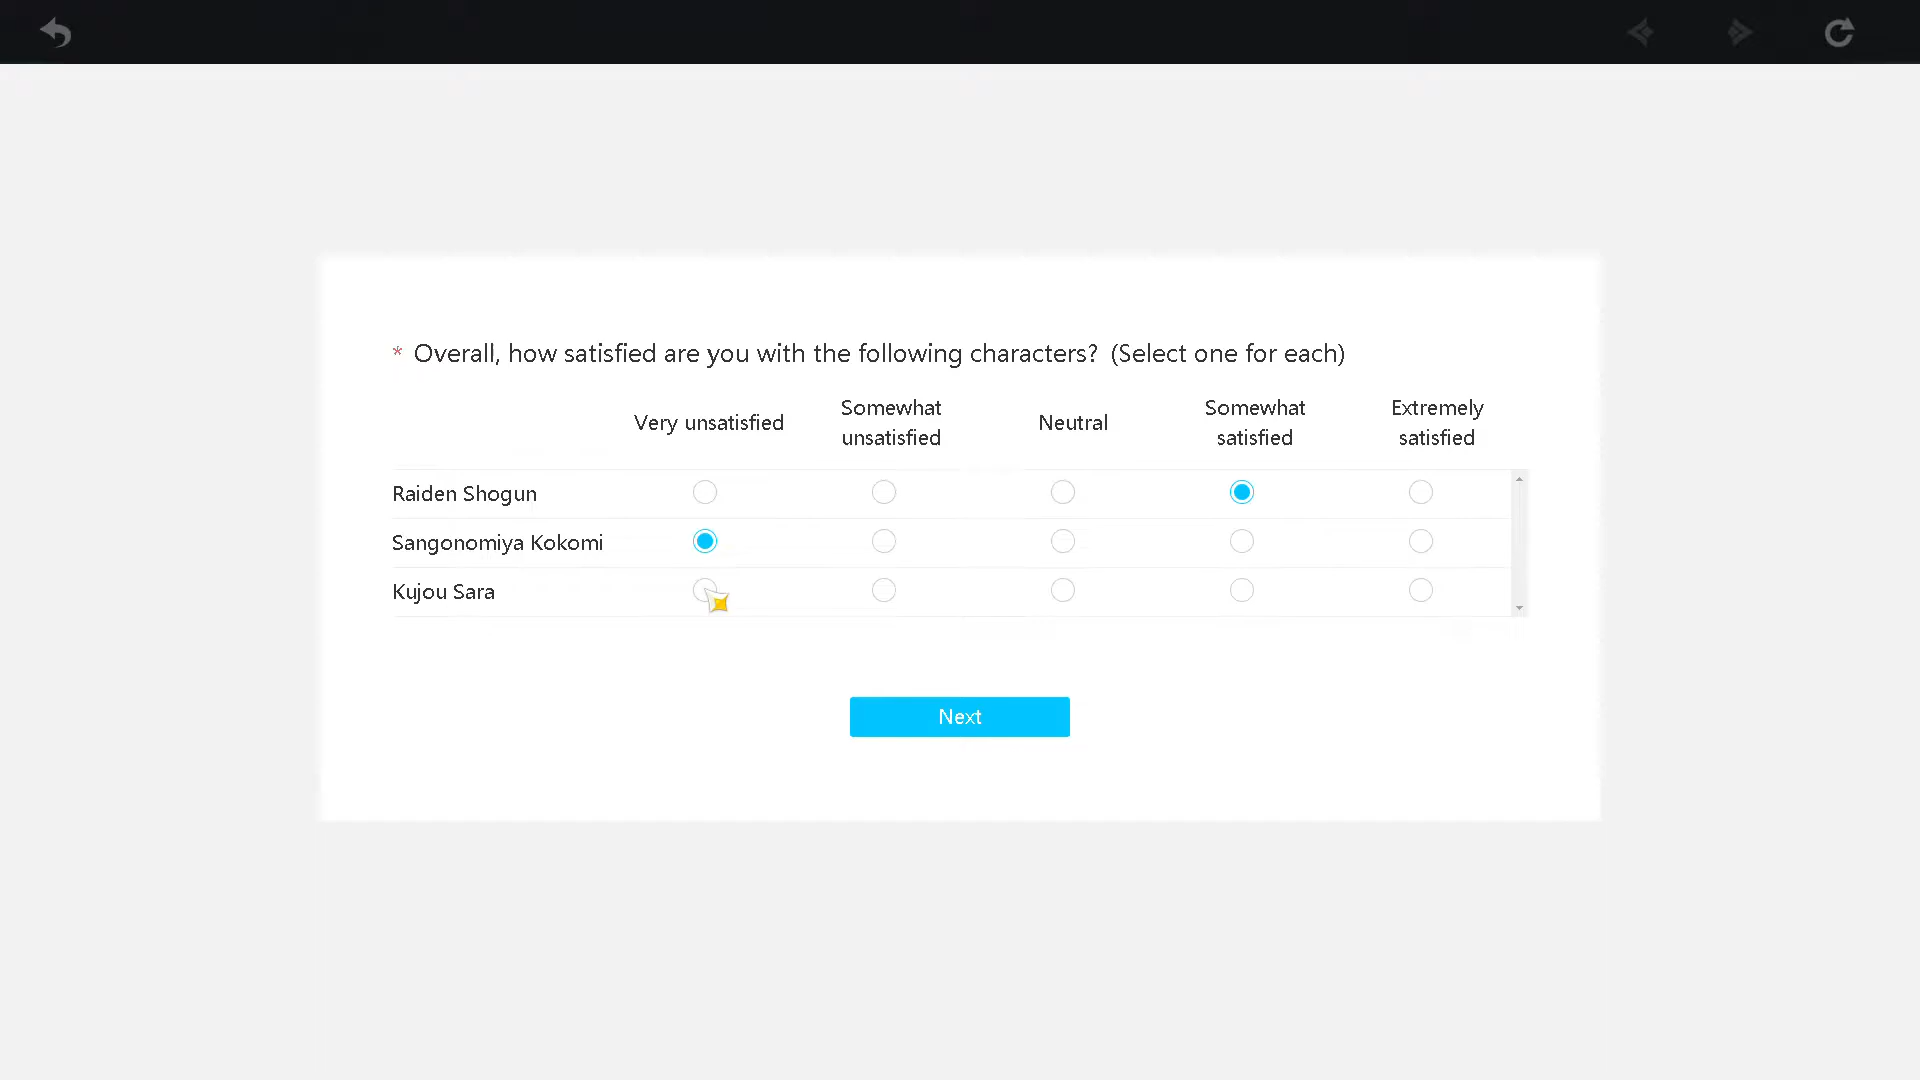 * Overall, how satisfied are you with the following characters? (Select one for each)
Very unsatisfied Somewhat unsatisfied Neutral Somewhat satisfied Extremely satisfied
Raiden Shogun
Sangonomiya Kokomi
Kujou Sara
Next